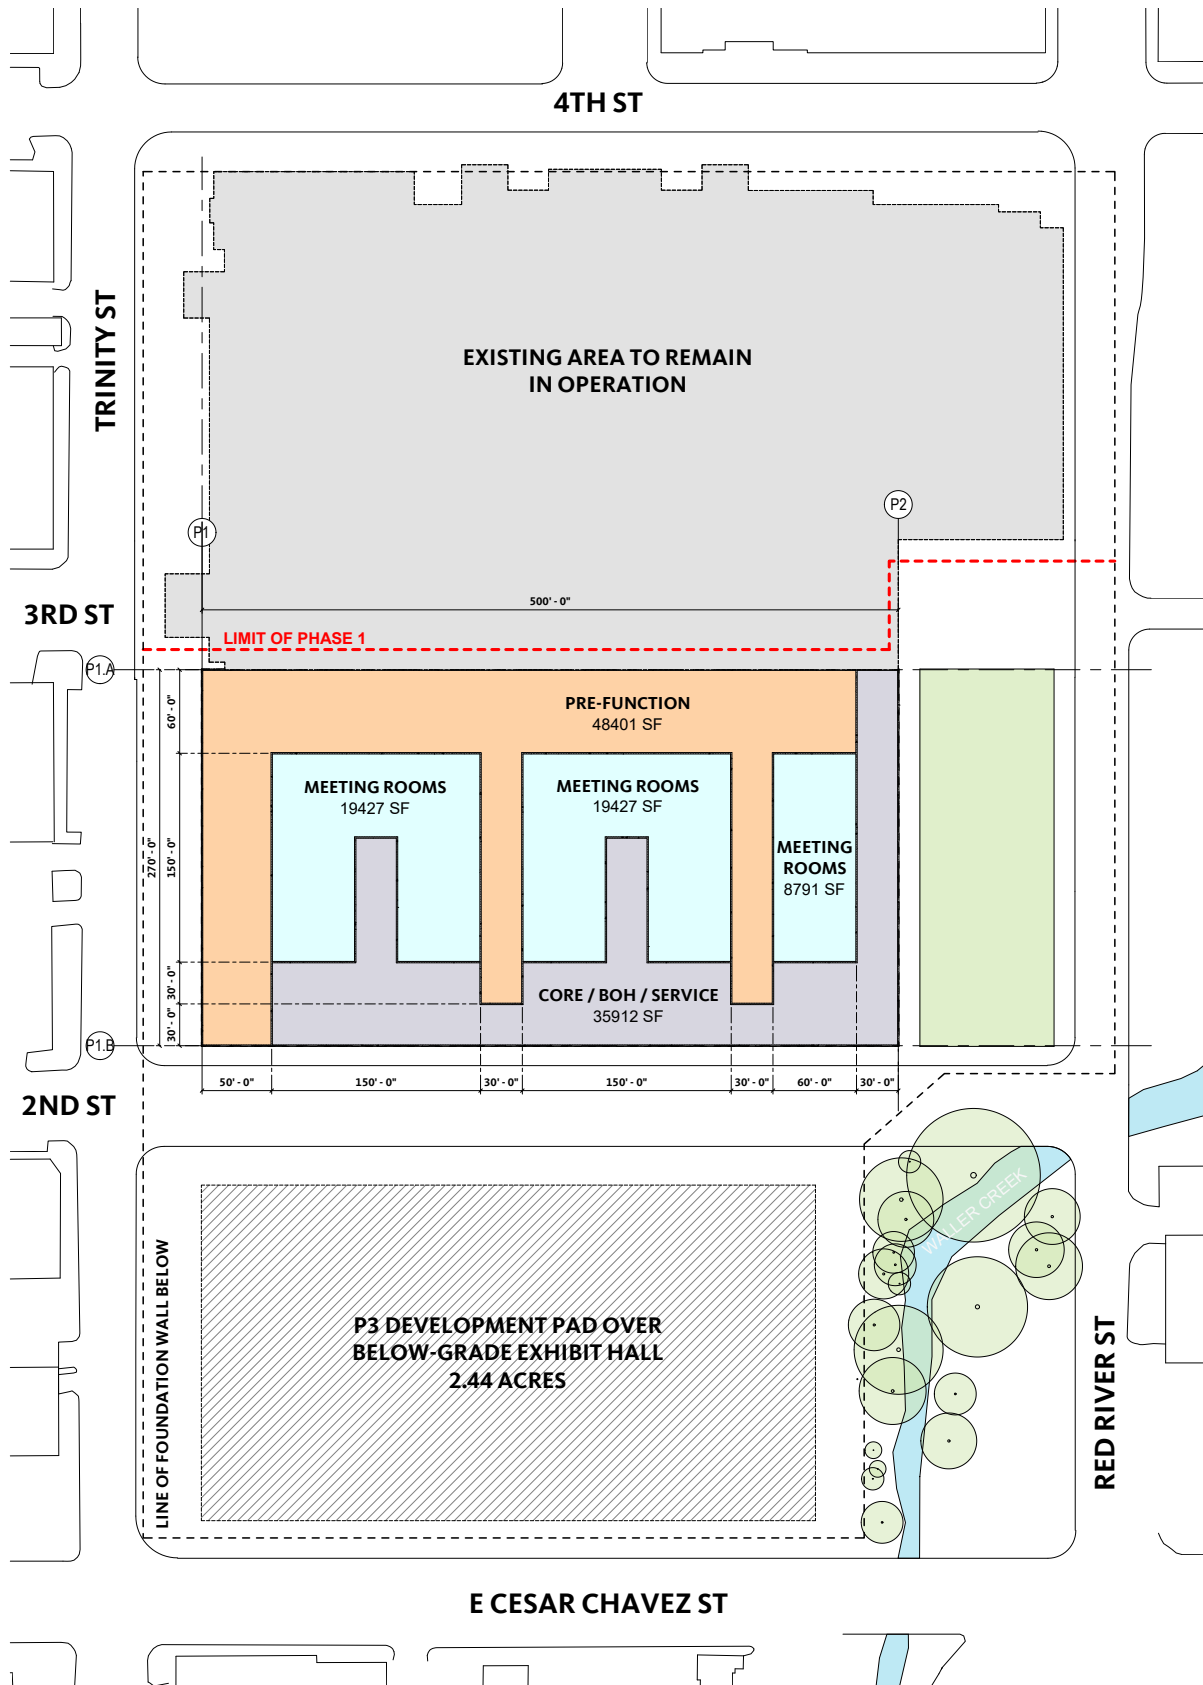 4TH ST
TRINITY ST
EXISTING AREA TO REMAIN
IN OPERATION
P1
P2
3RD ST
500' - 0"
LIMIT OF PHASE 1
P1.A
60' - 0"
PRE-FUNCTION
48401 SF
MEETING ROOMS
19427 SF
MEETING ROOMS
19427 SF
MEETING
ROOMS
8791 SF
270' - 0"
150' - 0"
30' - 0"
30' - 0"
CORE / BOH / SERVICE
35912 SF
P1.B
50' - 0"
150' - 0"
30' - 0"
150' - 0"
30' - 0"
60' - 0"
30' - 0"
2ND ST
WALLER CREEK
LINE OF FOUNDATION WALL BELOW
P3 DEVELOPMENT PAD OVER
BELOW-GRADE EXHIBIT HALL
2.44 ACRES
RED RIVER ST
E CESAR CHAVEZ ST